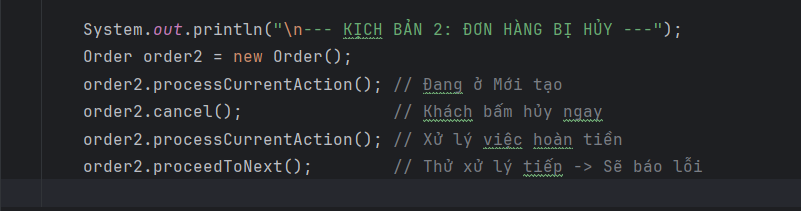 System.out.println("\n--- KỊCH BẢN 2: ĐƠN HÀNG BỊ HỦY ---");
Order order2 = new Order();
order2.processCurrentAction(); // Đang ở Mới tạo
order2.cancel();               // Khách bấm hủy ngay
order2.processCurrentAction(); // Xử lý việc hoàn tiền
order2.proceedToNext();        // Thử xử lý tiếp -> Sẽ báo lỗi